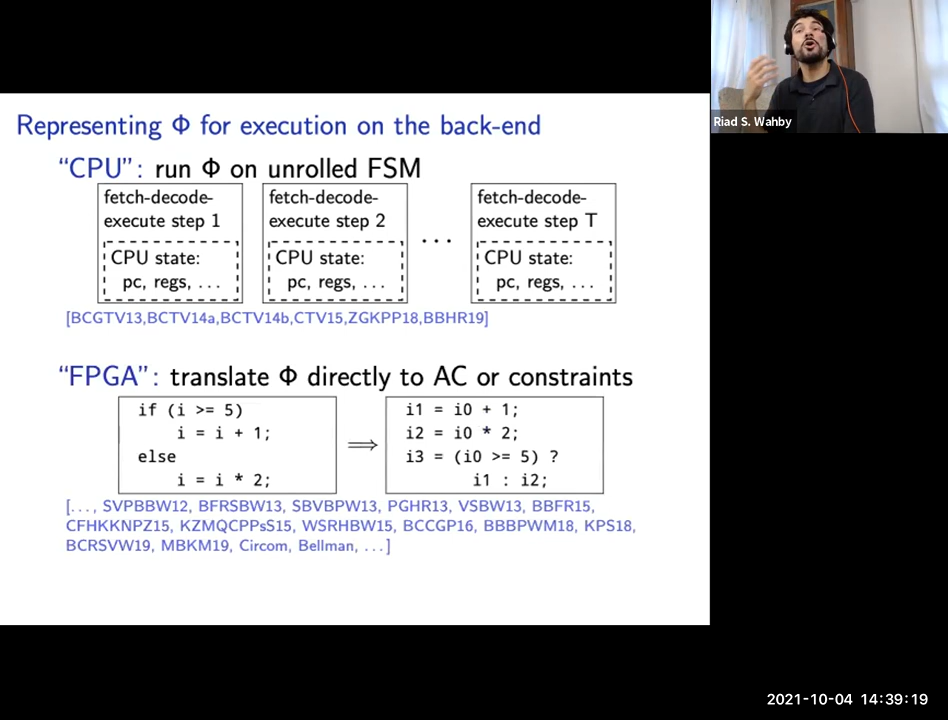 Representing Φ for execution on the back-end
“CPU”: run Φ on unrolled FSM
fetch-decode-
execute step 1
CPU state:
pc, regs, ...
fetch-decode-
execute step 2
CPU state:
pc, regs, ...
...
fetch-decode-
execute step T
CPU state:
pc, regs, ...
[BCGTV13,BCTV14a,BCTV14b,CTV15,ZGKPP18,BBHR19]
“FPGA”: translate Φ directly to AC or constraints
if (i >= 5)
i = i + 1;
else
i = i * 2;
⟹
i1 = i0 + 1;
i2 = i0 * 2;
i3 = (i0 >= 5) ?
i1 : i2;
[..., SVPBBW12, BFRSBW13, SBVBPW13, PGHR13, VSBW13, BBFR15,
CFHKKNPZ15, KZMQCPPsS15, WSRHBW15, BCCGP16, BBBPWM18, KPS18,
BCRSVW19, MBKM19, Circom, Bellman, ...]
Riad S. Wahby
2021-10-04 14:39:19